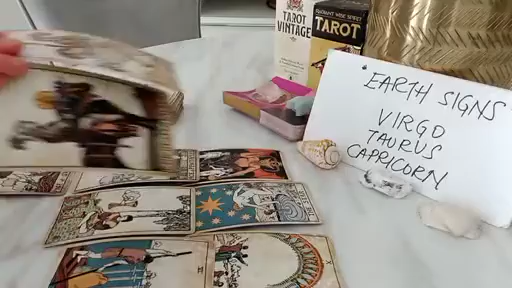 TAROT
VINTAGE
TAROT
EARTH SIGNS
VIRGO
TAURUS
CAPRICORN